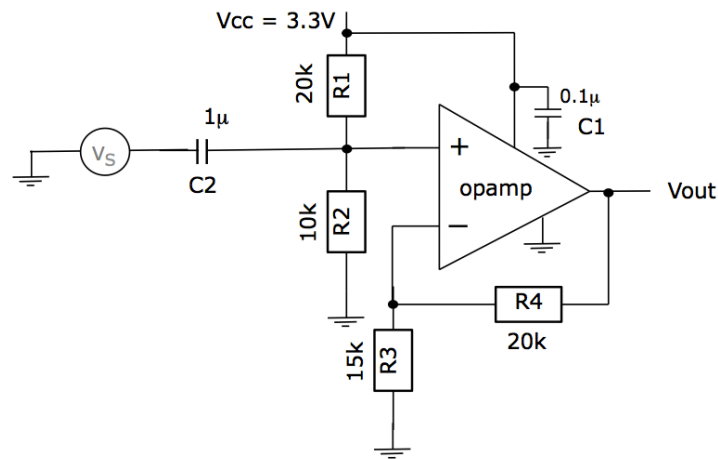 Vcc = 3.3V
20k
R1
0.1µ
C1
1µ
Vs
C2
+
opamp
Vout
10k
R2
−
R4
20k
15k
R3